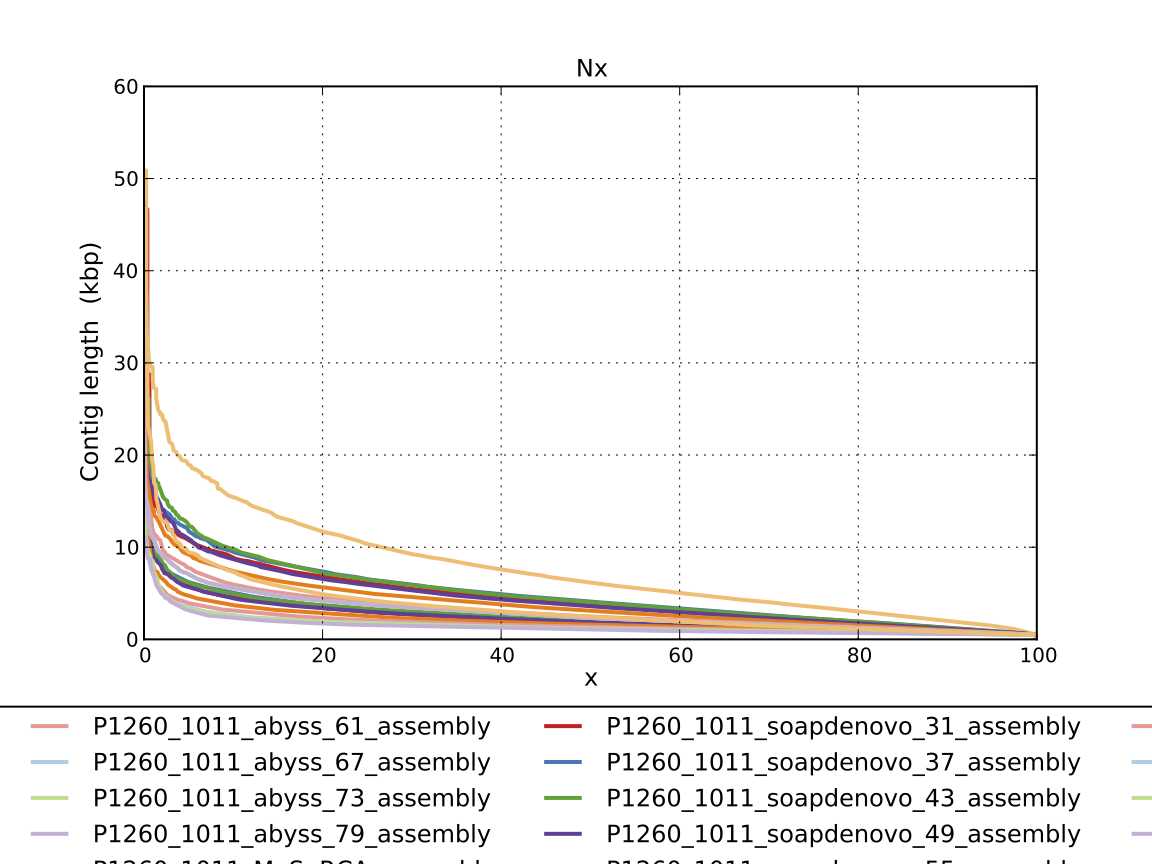 Nx
60
50
40
30
20
10
0
Contig length (kbp)
0 20 40 60 80 100
x
P1260_1011_abyss_61_assembly P1260_1011_soapdenovo_31_assembly
P1260_1011_abyss_67_assembly P1260_1011_soapdenovo_37_assembly
P1260_1011_abyss_73_assembly P1260_1011_soapdenovo_43_assembly
P1260_1011_abyss_79_assembly P1260_1011_soapdenovo_49_assembly